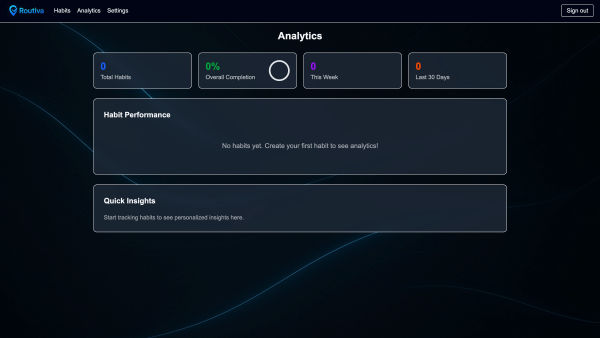 Routiva Habits Analytics Settings Sign out
Analytics
0 0% 0 0
Total Habits Overall Completion This Week Last 30 Days
Habit Performance
No habits yet. Create your first habit to see analytics!
Quick Insights
Start tracking habits to see personalized insights here.